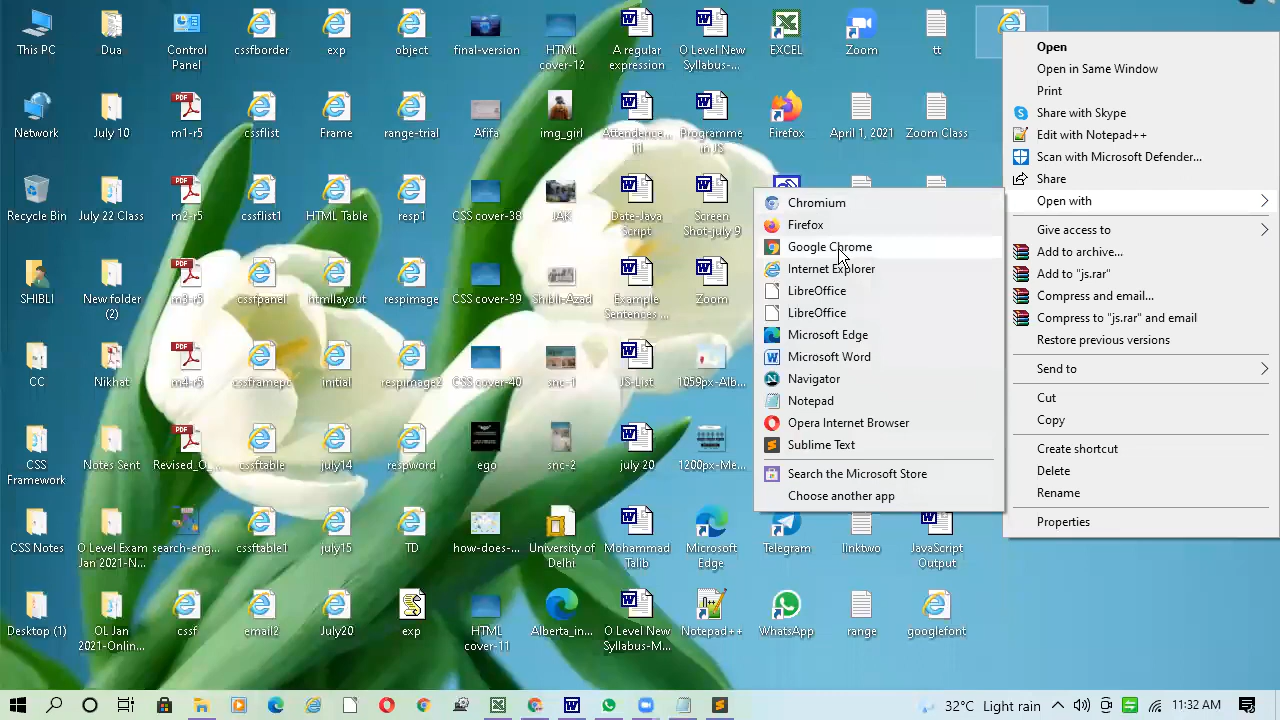 This PC
Dua
Control
Panel
cssfborder
exp
object
final-version
HTML
cover-12
A regular
expression
O Level New
Syllabus-...
EXCEL
Zoom
tt
Network
July 10
m1-r5
cssflist
Frame
range-trial
Afifa
img_girl
Attendence...
11
Programme
in JS
Firefox
April 1, 2021
Zoom Class
Recycle Bin
July 22 Class
m2-r5
cssflist1
HTML Table
resp1
CSS cover-38
JAK
Date-Java
Script
Screen
Shot-july 9
SHIBLI
New folder
(2)
m3-r5
cssfpanel
htmllayout
respimage
CSS cover-39
Shibli-Azad
Example
Sentences ...
Zoom
CC
Nikhat
m4-r5
cssframepc
initial
respimage2
CSS cover-40
snc-1
JS-List
1059px-Alb...
CSS
Notes Sent
Revised_O_...
cssftable
july14
respword
ego
snc-2
july 20
1200px-Me...
CSS Notes
O Level Exam
Jan 2021-N...
search-eng...
cssftable1
july15
TD
how-does-...
University of
Delhi
Mohammad
Talib
Microsoft
Edge
Telegram
linktwo
JavaScript
Output
Desktop (1)
OL Jan
2021-Onlin...
cssf
email2
July20
exp
HTML
cover-11
Alberta_in...
O Level New
Syllabus-M...
Notepad++
WhatsApp
range
googlefont
Open
Open in Same Window
Print
Share with Skype
Edit with Notepad++
Scan with Microsoft Defender...
Share
Open with
Give access to
Add to archive...
Add to "js.rar"
Compress and email...
Compress to "js.rar" and email
Restore previous versions
Send to
Cut
Copy
Create shortcut
Delete
Rename
Properties
Chromium
Firefox
Google Chrome
Internet Explorer
LibreOffice
LibreOffice
Microsoft Edge
Microsoft Word
Navigator
Notepad
Opera Internet Browser
Sublime Text
Search the Microsoft Store
Choose another app
32°C Light rain
11:32 AM